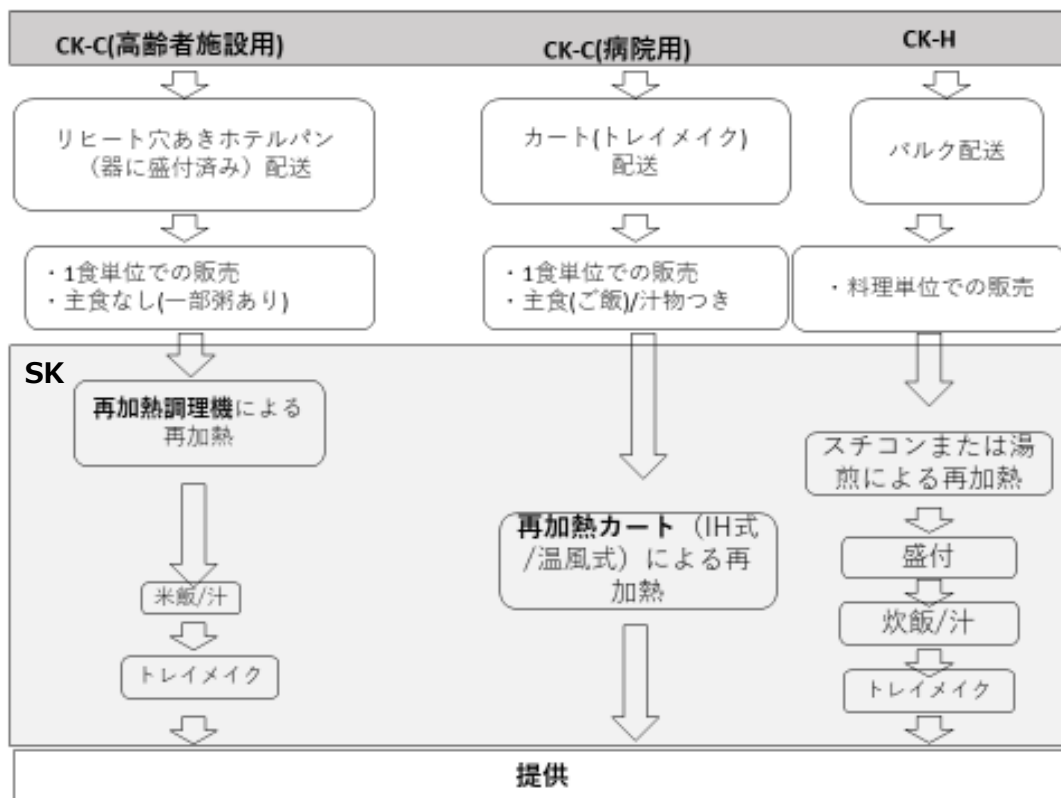 CK-C(高齢者施設用)
CK-C(病院用)
CK-H
リヒート穴あきホテルパン
（器に盛付済み）配送
カート(トレイメイク)
配送
バルク配送
・1食単位での販売
・主食なし(一部粥あり)
・1食単位での販売
・主食(ご飯)/汁物つき
・料理単位での販売
SK
再加熱調理機による
再加熱
米飯/汁
トレイメイク
再加熱カート（IH式
/温風式）による再
加熱
スチコンまたは湯
煎による再加熱
盛付
炊飯/汁
トレイメイク
提供